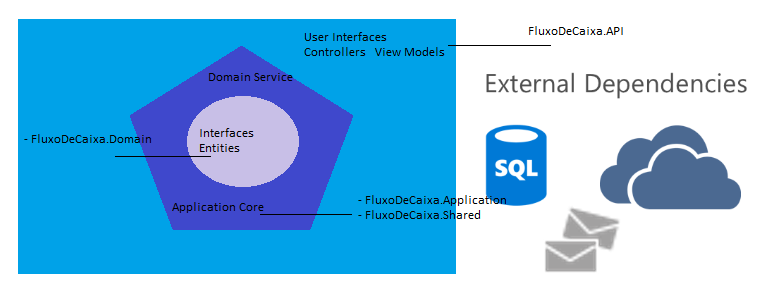 User Interfaces
Controllers   View Models
FluxoDeCaixa.API
Domain Service
External Dependencies
Interfaces
Entities
- FluxoDeCaixa.Domain
SQL
Application Core
- FluxoDeCaixa.Application
- FluxoDeCaixa.Shared